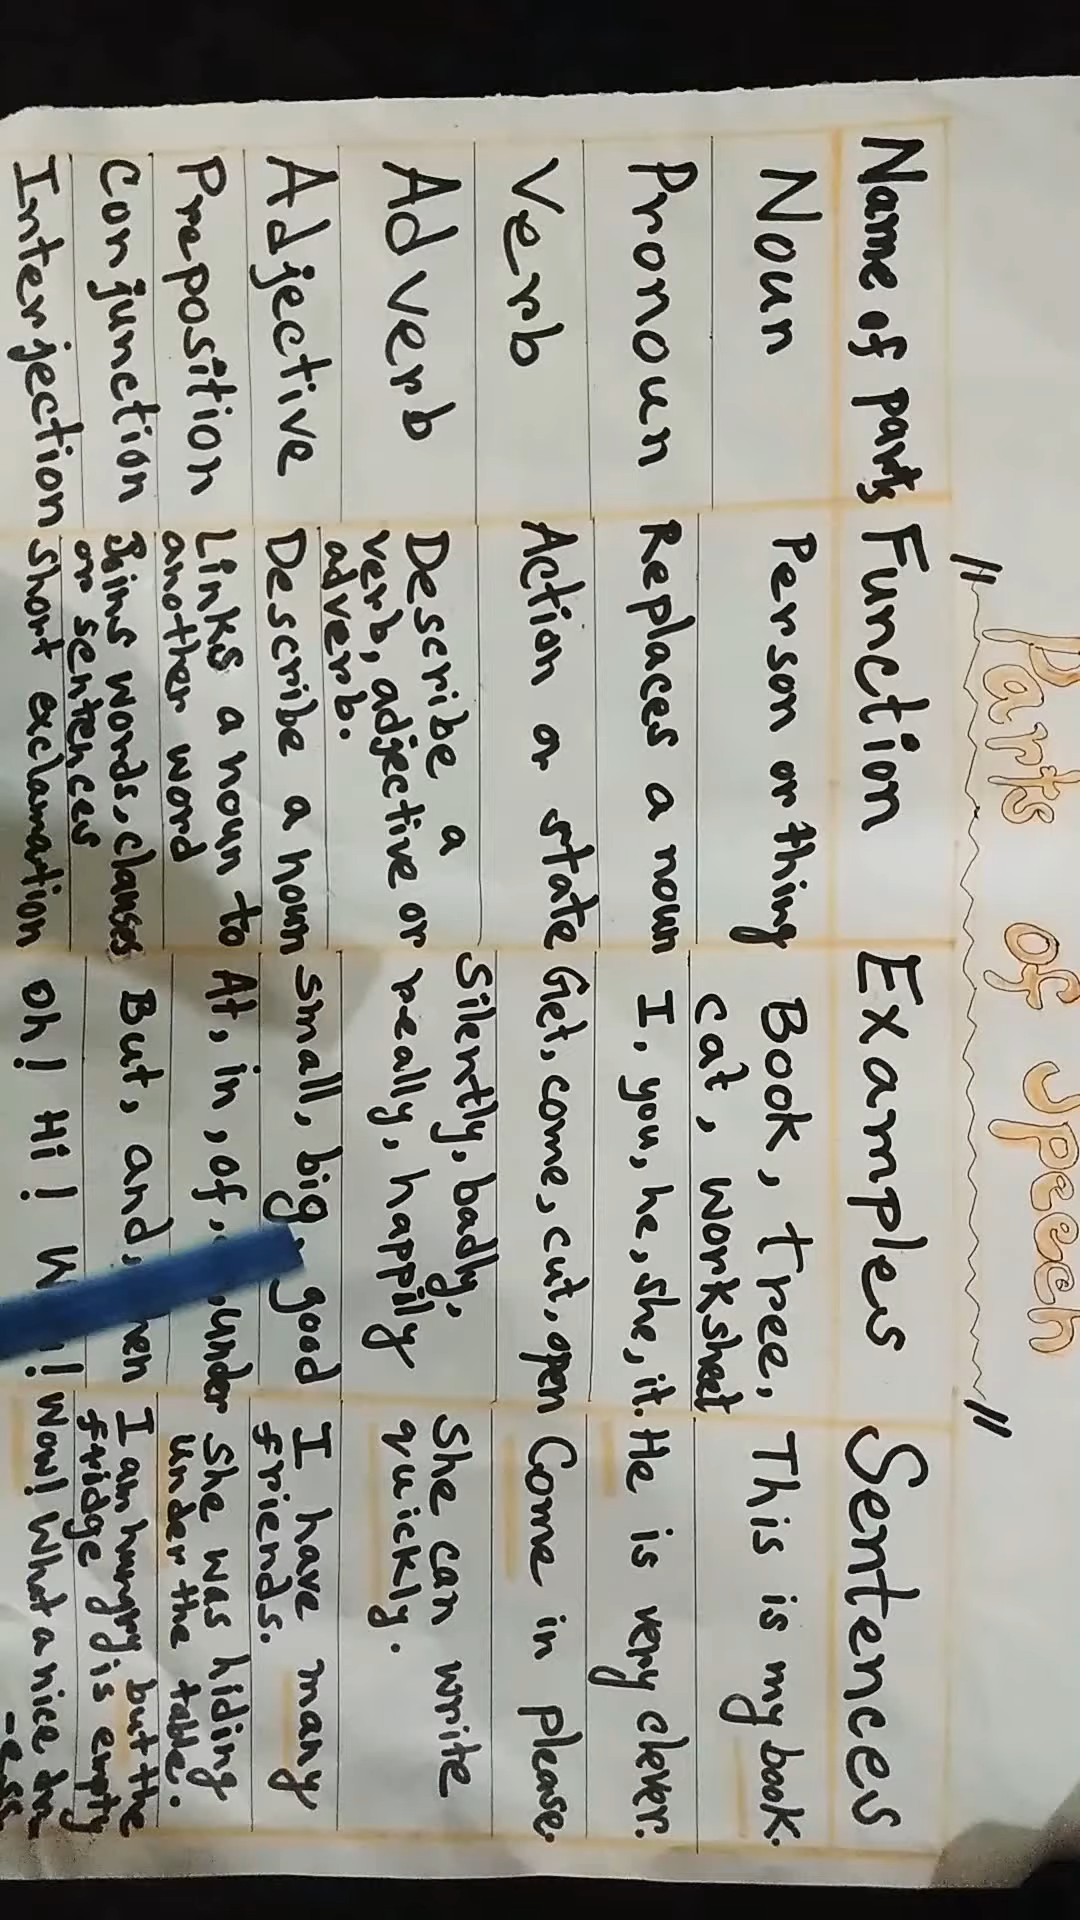 Parts of Speech
Name of parts Function Examples Sentences
Noun Person or thing Book, tree, This is my book.
cat, worksheet
Pronoun Replaces a noun I, you, he, she, it. He is very clever.
Verb Action or state Get, come, cut, open Come in please.
Adverb Describe a Silently, badly, She can write
verb, adjective or really, happily quickly.
adverb.
Adjective Describe a noun small, big, good I have many
friends.
Preposition Links a noun to At, in, of, under She was hiding
another word under the table.
Conjunction Joins words, clauses But, and, I am hungry but the
or sentences fridge is empty
Interjection short exclamation oh! Hi! Wow! What a nice dr-
-ess